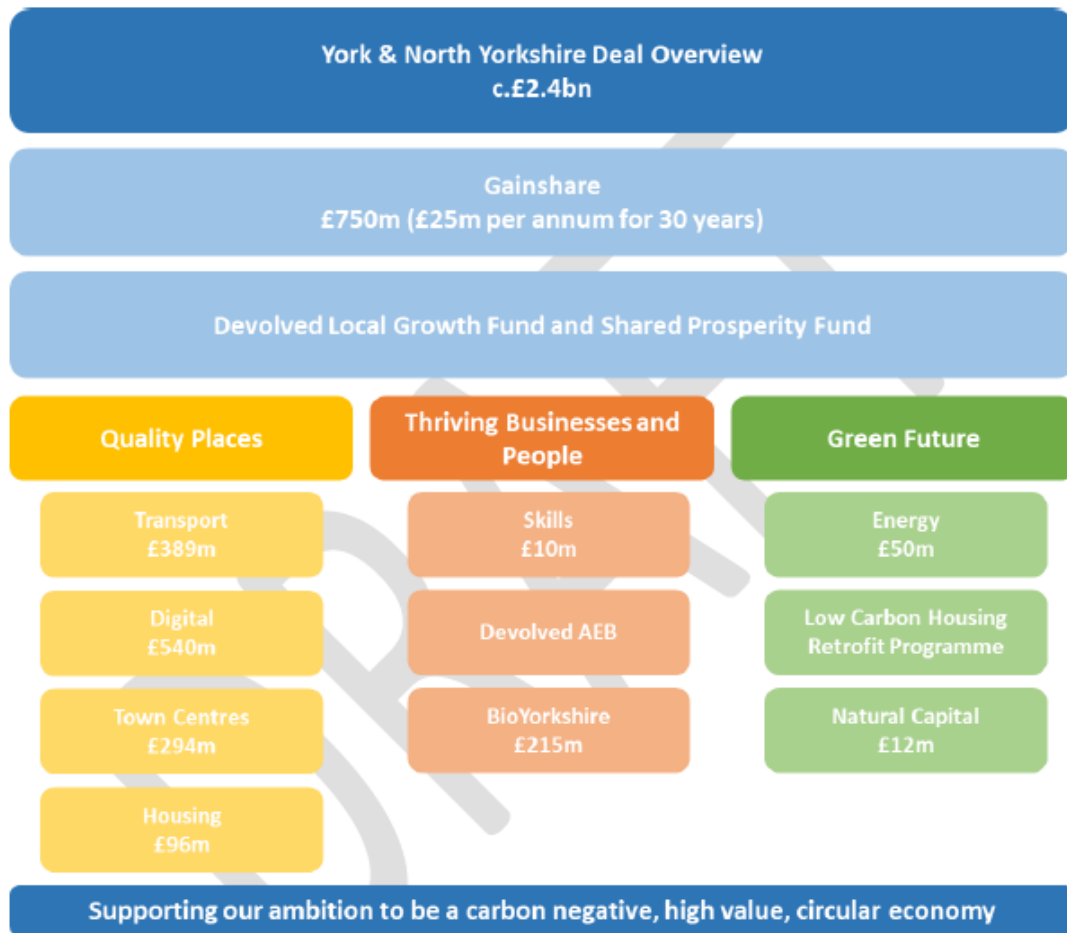 York & North Yorkshire Deal Overview
c.£2.4bn
Gainshare
£750m (£25m per annum for 30 years)
Devolved Local Growth Fund and Shared Prosperity Fund
Quality Places
Transport
£389m
Digital
£540m
Town Centres
£294m
Housing
£96m
Thriving Businesses and
People
Skills
£10m
Devolved AEB
BioYorkshire
£215m
Green Future
Energy
£50m
Low Carbon Housing
Retrofit Programme
Natural Capital
£12m
Supporting our ambition to be a carbon negative, high value, circular economy
DRAFT